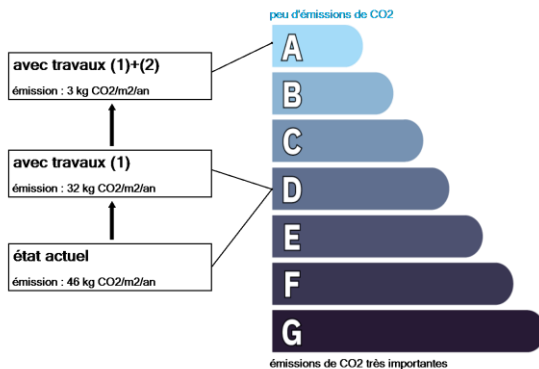 peu d'émissions de CO2
A
avec travaux (1)+(2)
émission : 3 kg CO2/m2/an
B
C
avec travaux (1)
émission : 32 kg CO2/m2/an
D
E
état actuel
émission : 46 kg CO2/m2/an
F
G
émissions de CO2 très importantes